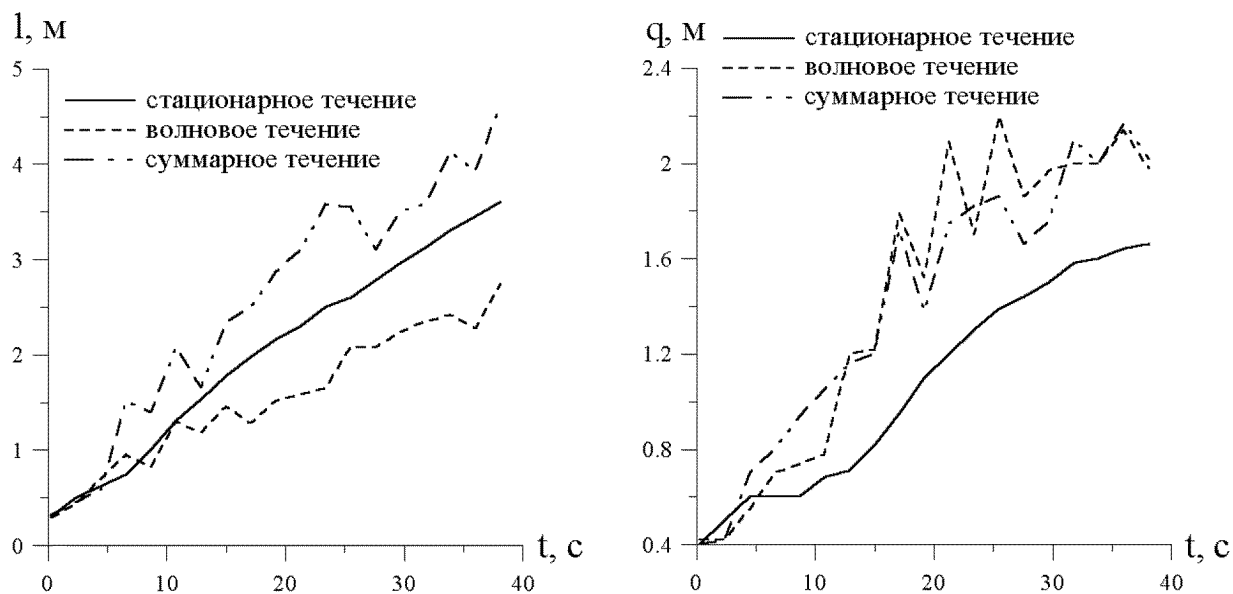 l, м
5
4
3
2
1
0
стационарное течение
волновое течение
суммарное течение
0
10
20
30
40
t, с
q, м
стационарное течение
волновое течение
суммарное течение
2.4
2
1.6
1.2
0.8
0.4
0
10
20
30
40
t, с